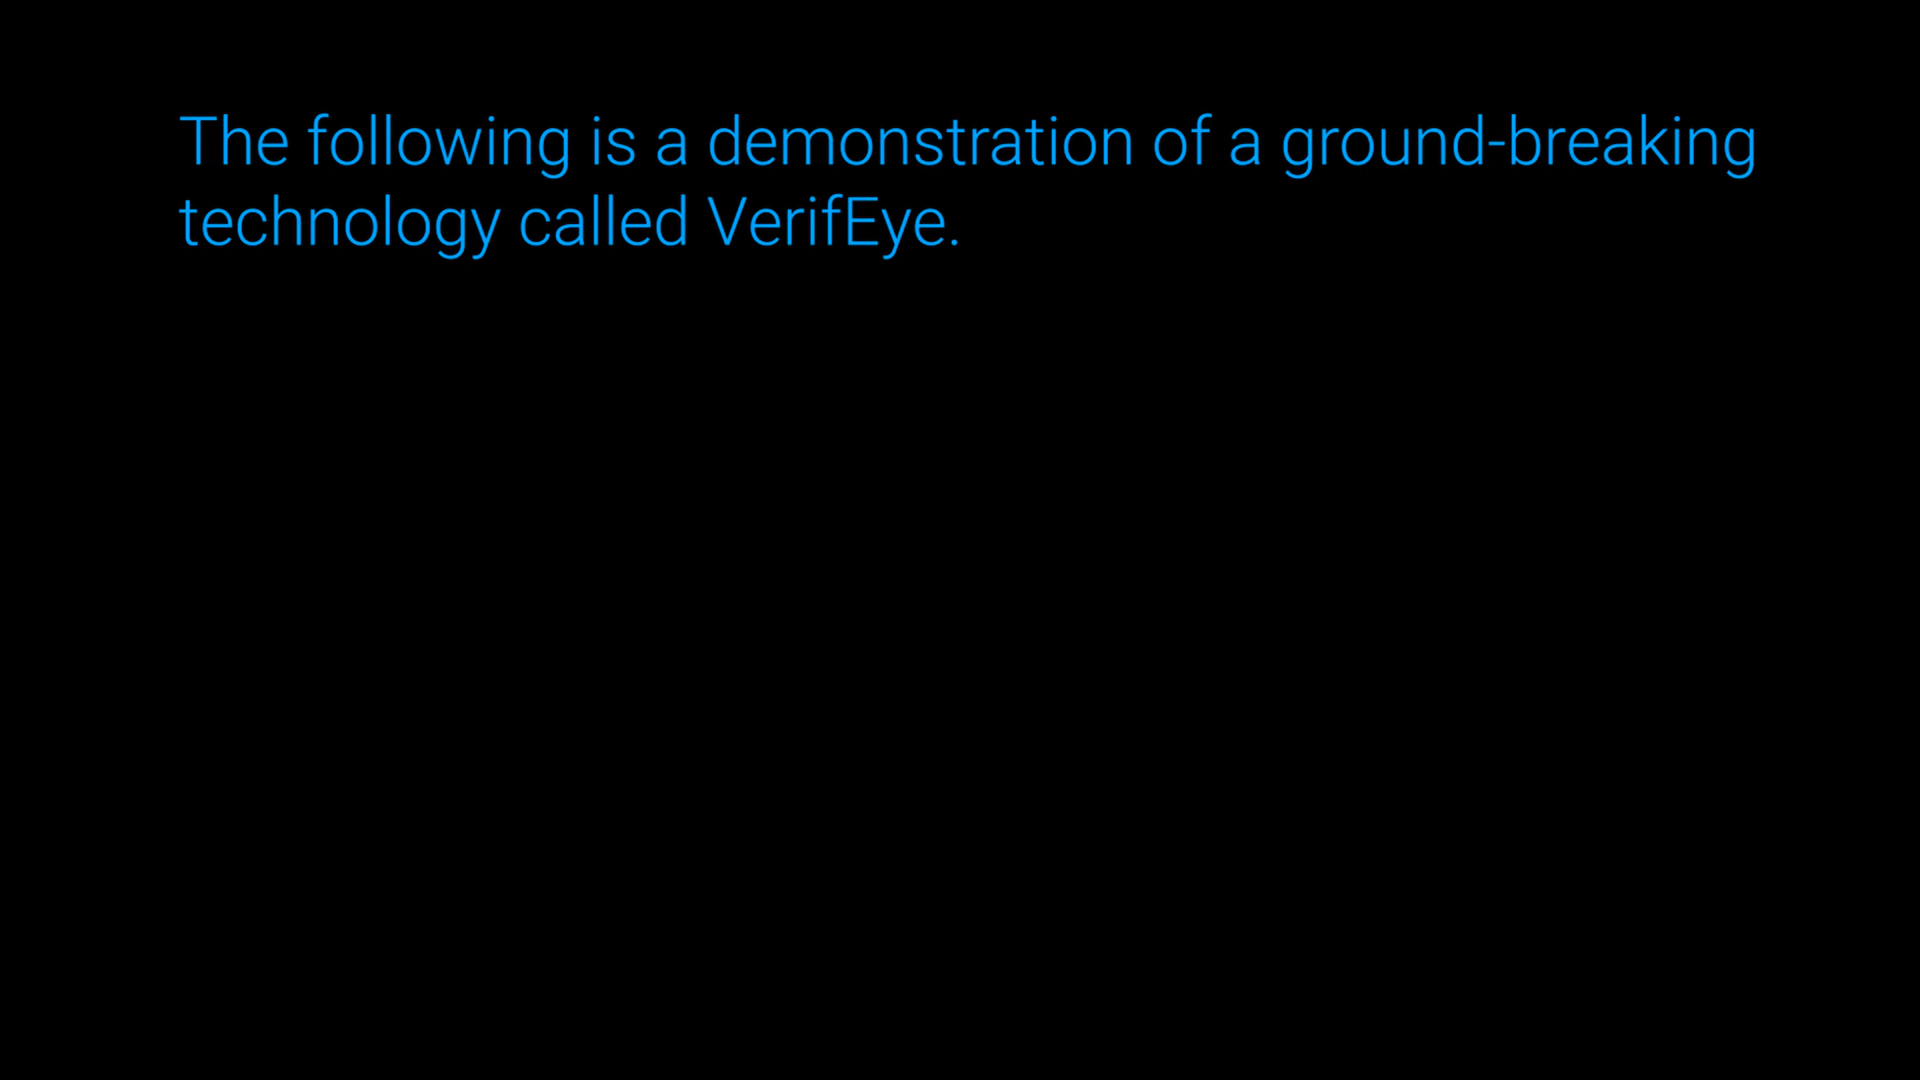 The following is a demonstration of a ground-breaking
technology called VerifEye.